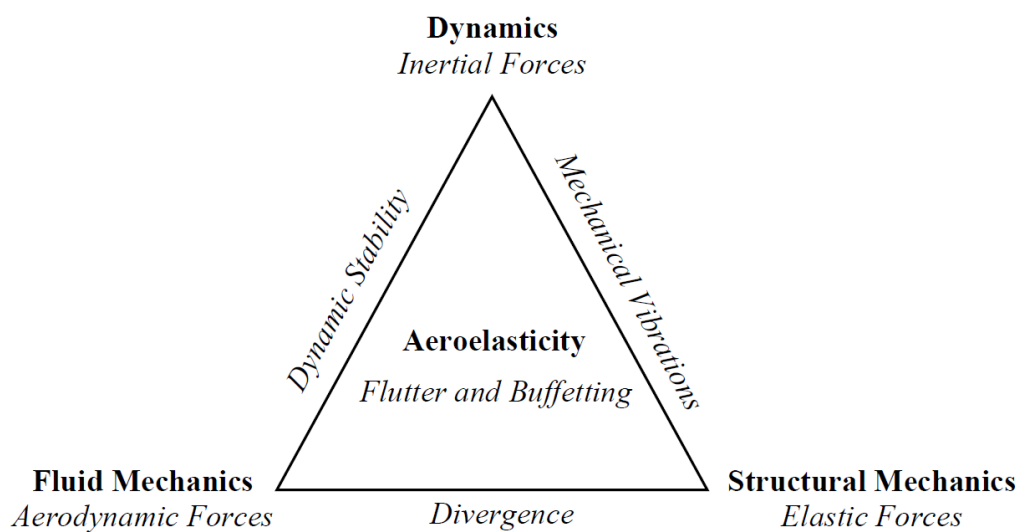 Dynamics
Inertial Forces
Dynamic Stability
Mechanical Vibrations
Aeroelasticity
Flutter and Buffetting
Fluid Mechanics
Aerodynamic Forces
Divergence
Structural Mechanics
Elastic Forces